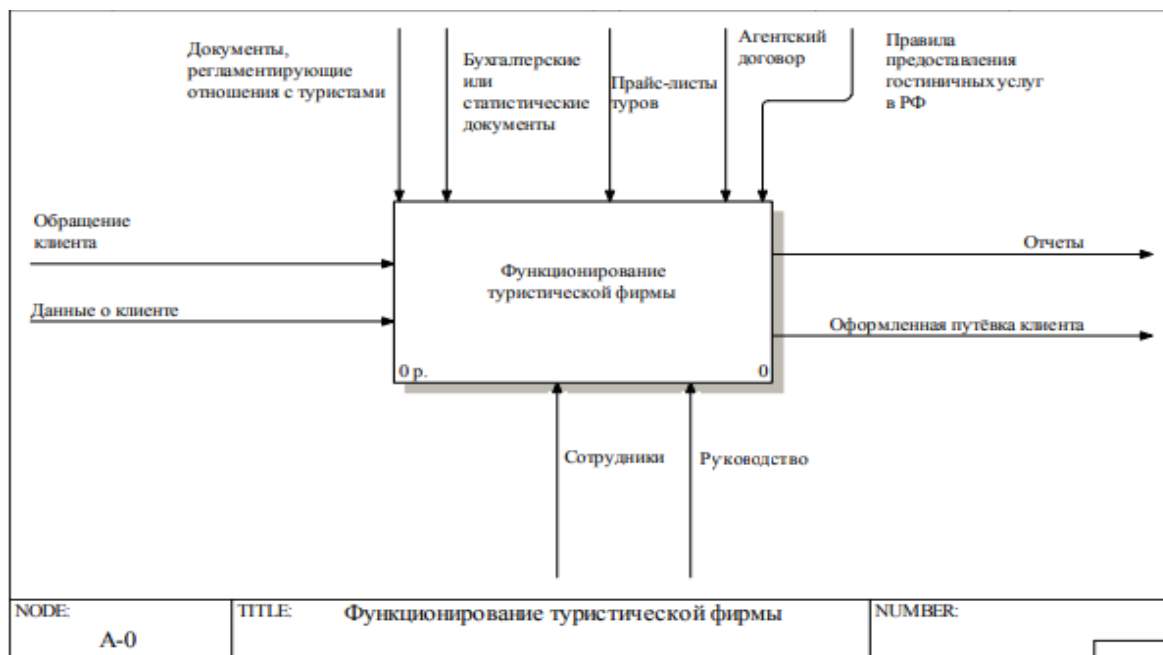 Документы,
регламентирующие
отношения с туристами
Бухгалтерские
или
статистические
документы
Прайс-листы
туров
Агентский
договор
Правила
предоставления
гостиничных услуг
в РФ
Обращение
клиента
Данные о клиенте
Функционирование
туристической фирмы
0 р.
0
Отчеты
Оформленная путёвка клиента
Сотрудники
Руководство
NODE:
A-0
TITLE:
Функционирование туристической фирмы
NUMBER: